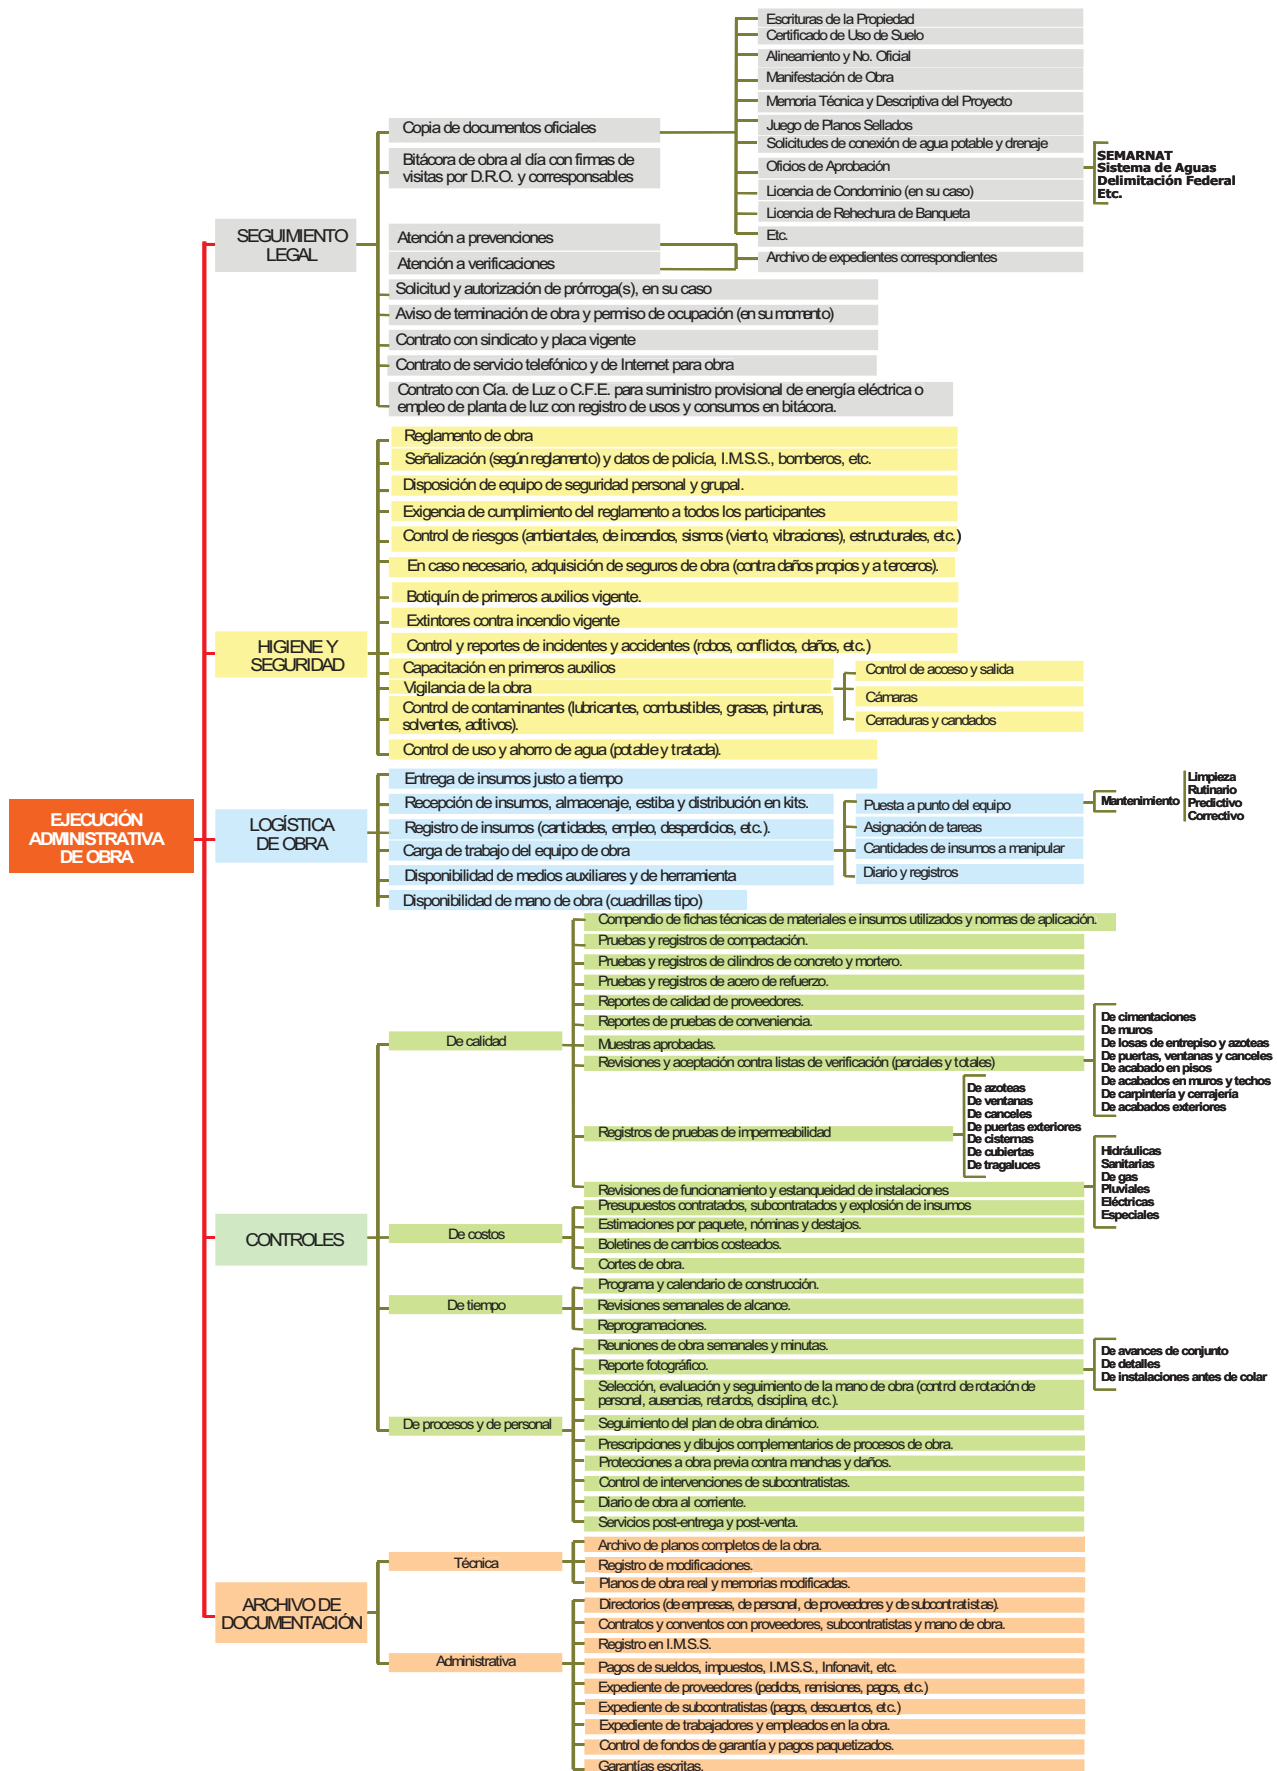 EJECUCIÓN
ADMINISTRATIVA
DE OBRA
SEGUIMIENTO
LEGAL
Copia de documentos oficiales
Escrituras de la Propiedad
Certificado de Uso de Suelo
Alineamiento y No. Oficial
Manifestación de Obra
Memoria Técnica y Descriptiva del Proyecto
Juego de Planos Sellados
Solicitudes de conexión de agua potable y drenaje
Oficios de Aprobación
SEMARNAT
Sistema de Aguas
Delimitación Federal
Etc.
Licencia de Condominio (en su caso)
Licencia de Rehechura de Banqueta
Etc.
Bitácora de obra al día con firmas de
visitas por D.R.O. y corresponsables
Atención a prevenciones
Atención a verificaciones
Archivo de expedientes correspondientes
Solicitud y autorización de prórroga(s), en su caso
Aviso de terminación de obra y permiso de ocupación (en su momento)
Contrato con sindicato y placa vigente
Contrato de servicio telefónico y de Internet para obra
Contrato con Cía. de Luz o C.F.E. para suministro provisional de energía eléctrica o
empleo de planta de luz con registro de usos y consumos en bitácora.
HIGIENE Y
SEGURIDAD
Reglamento de obra
Señalización (según reglamento) y datos de policía, I.M.S.S., bomberos, etc.
Disposición de equipo de seguridad personal y grupal.
Exigencia de cumplimiento del reglamento a todos los participantes
Control de riesgos (ambientales, de incendios, sismos (viento, vibraciones), estructurales, etc.)
En caso necesario, adquisición de seguros de obra (contra daños propios y a terceros).
Botiquín de primeros auxilios vigente.
Extintores contra incendio vigente
Control y reportes de incidentes y accidentes (robos, conflictos, daños, etc.)
Capacitación en primeros auxilios
Vigilancia de la obra
Control de acceso y salida
Cámaras
Cerraduras y candados
Control de contaminantes (lubricantes, combustibles, grasas, pinturas,
solventes, aditivos).
Control de uso y ahorro de agua (potable y tratada).
LOGÍSTICA
DE OBRA
Entrega de insumos justo a tiempo
Recepción de insumos, almacenaje, estiba y distribución en kits.
Registro de insumos (cantidades, empleo, desperdicios, etc.).
Carga de trabajo del equipo de obra
Puesta a punto del equipo
Mantenimiento
Limpieza
Rutinario
Predictivo
Correctivo
Asignación de tareas
Cantidades de insumos a manipular
Diario y registros
Disponibilidad de medios auxiliares y de herramienta
Disponibilidad de mano de obra (cuadrillas tipo)
CONTROLES
De calidad
Compendio de fichas técnicas de materiales e insumos utilizados y normas de aplicación.
Pruebas y registros de compactación.
Pruebas y registros de cilindros de concreto y mortero.
Pruebas y registros de acero de refuerzo.
Reportes de calidad de proveedores.
Reportes de pruebas de conveniencia.
Muestras aprobadas.
Revisiones y aceptación contra listas de verificación (parciales y totales)
De cimentaciones
De muros
De losas de entrepiso y azoteas
De puertas, ventanas y canceles
De acabado en pisos
De acabados en muros y techos
De carpintería y cerrajería
De acabados exteriores
Registros de pruebas de impermeabilidad
De azoteas
De ventanas
De canceles
De puertas exteriores
De cisternas
De cubiertas
De tragaluces
Revisiones de funcionamiento y estanqueidad de instalaciones
Hidráulicas
Sanitarias
De gas
Pluviales
Eléctricas
Especiales
De costos
Presupuestos contratados, subcontratados y explosión de insumos
Estimaciones por paquete, nóminas y destajos.
Boletines de cambios costeados.
Cortes de obra.
De tiempo
Programa y calendario de construcción.
Revisiones semanales de alcance.
Reprogramaciones.
De procesos y de personal
Reuniones de obra semanales y minutas.
Reporte fotográfico.
De avances de conjunto
De detalles
De instalaciones antes de colar
Selección, evaluación y seguimiento de la mano de obra (control de rotación de
personal, ausencias, retardos, disciplina, etc.).
Seguimiento del plan de obra dinámico.
Prescripciones y dibujos complementarios de procesos de obra.
Protecciones a obra previa contra manchas y daños.
Control de intervenciones de subcontratistas.
Diario de obra al corriente.
Servicios post-entrega y post-venta.
ARCHIVO DE
DOCUMENTACIÓN
Técnica
Archivo de planos completos de la obra.
Registro de modificaciones.
Planos de obra real y memorias modificadas.
Administrativa
Directorios (de empresas, de personal, de proveedores y de subcontratistas).
Contratos y conventos con proveedores, subcontratistas y mano de obra.
Registro en I.M.S.S.
Pagos de sueldos, impuestos, I.M.S.S., Infonavit, etc.
Expediente de proveedores (pedidos, remisiones, pagos, etc.)
Expediente de subcontratistas (pagos, descuentos, etc.)
Expediente de trabajadores y empleados en la obra.
Control de fondos de garantía y pagos paquetizados.
Garantías escritas.